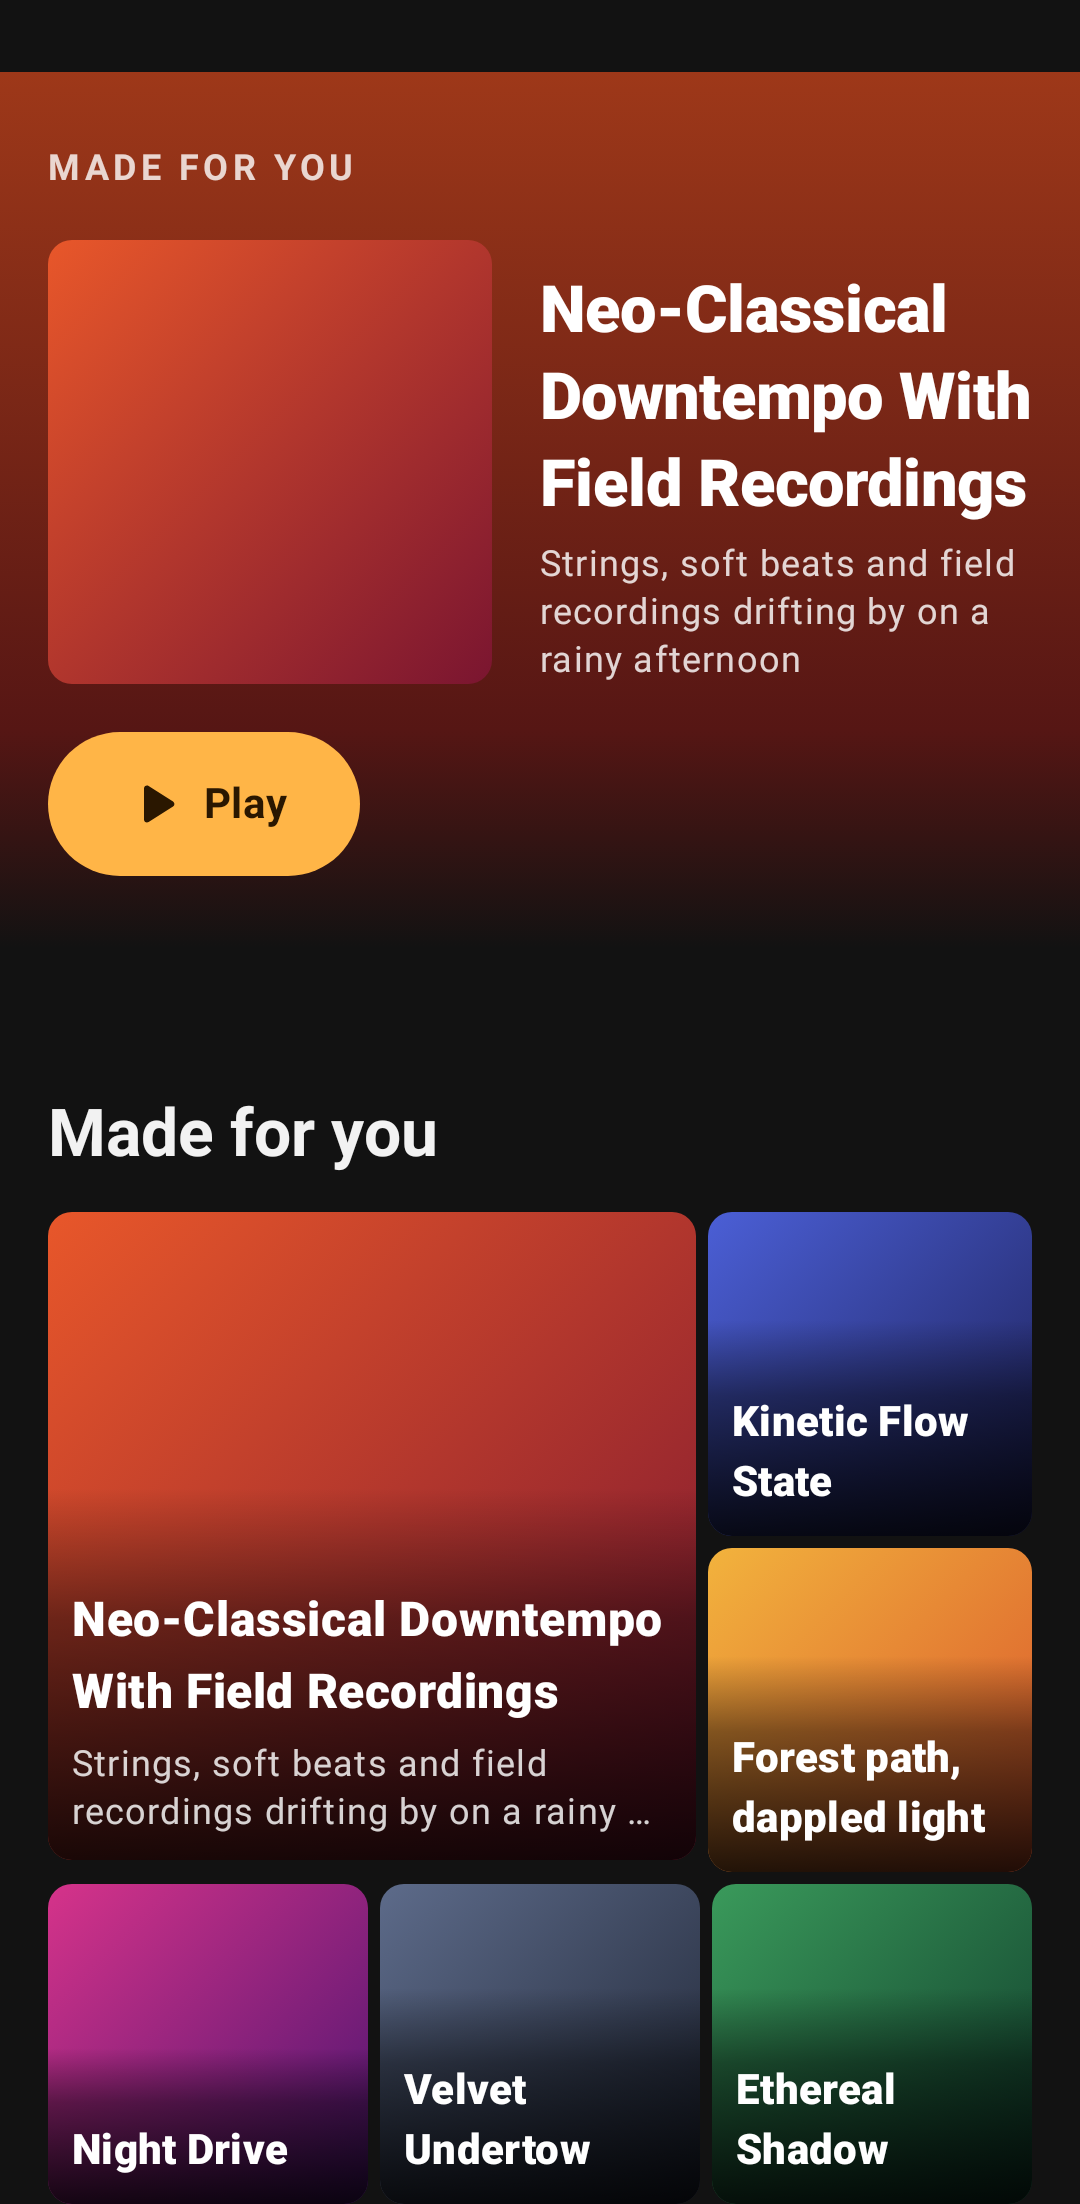 MADE FOR YOU
Neo-Classical
Downtempo With
Field Recordings
Strings, soft beats and field
recordings drifting by on a
rainy afternoon
Play
Made for you
Neo-Classical Downtempo
With Field Recordings
Strings, soft beats and field
recordings drifting by on a rainy …
Kinetic Flow
State
Forest path,
dappled light
Night Drive
Velvet
Undertow
Ethereal
Shadow